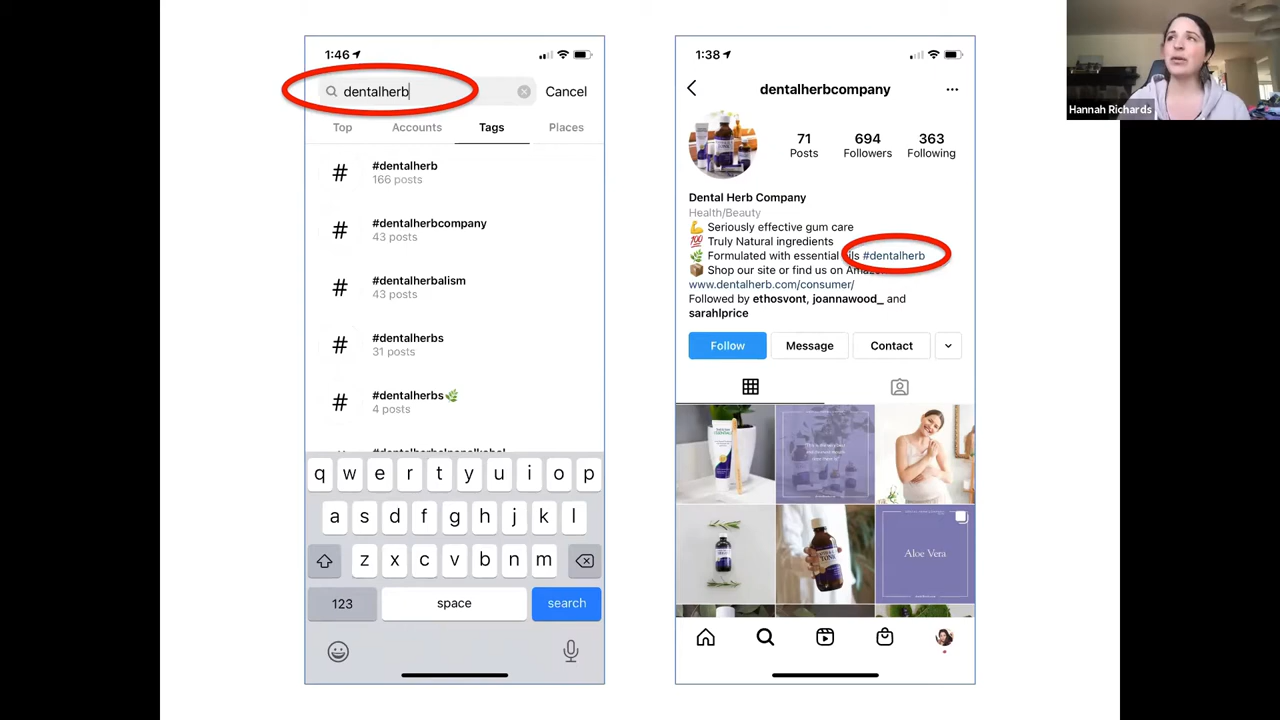 1:46
dentalherb
Cancel
Top
Accounts
Tags
Places
#
#dentalherb
166 posts
#
#dentalherbcompany
43 posts
#
#dentalherbalism
43 posts
#
#dentalherbs
31 posts
#
#dentalherbs🌿
4 posts
q w e r t y u i o p
a s d f g h j k l
z x c v b n m
123
space
search
1:38
dentalherbcompany
71
Posts
694
Followers
363
Following
Dental Herb Company
Health/Beauty
💪 Seriously effective gum care
💯 Truly Natural ingredients
🌿 Formulated with essential oils #dentalherb
📦 Shop our site or find us on
www.dentalherb.com/consumer/
Followed by ethosvont, joannawood_ and
sarahlprice
Follow
Message
Contact
Aloe Vera
Hannah Richards